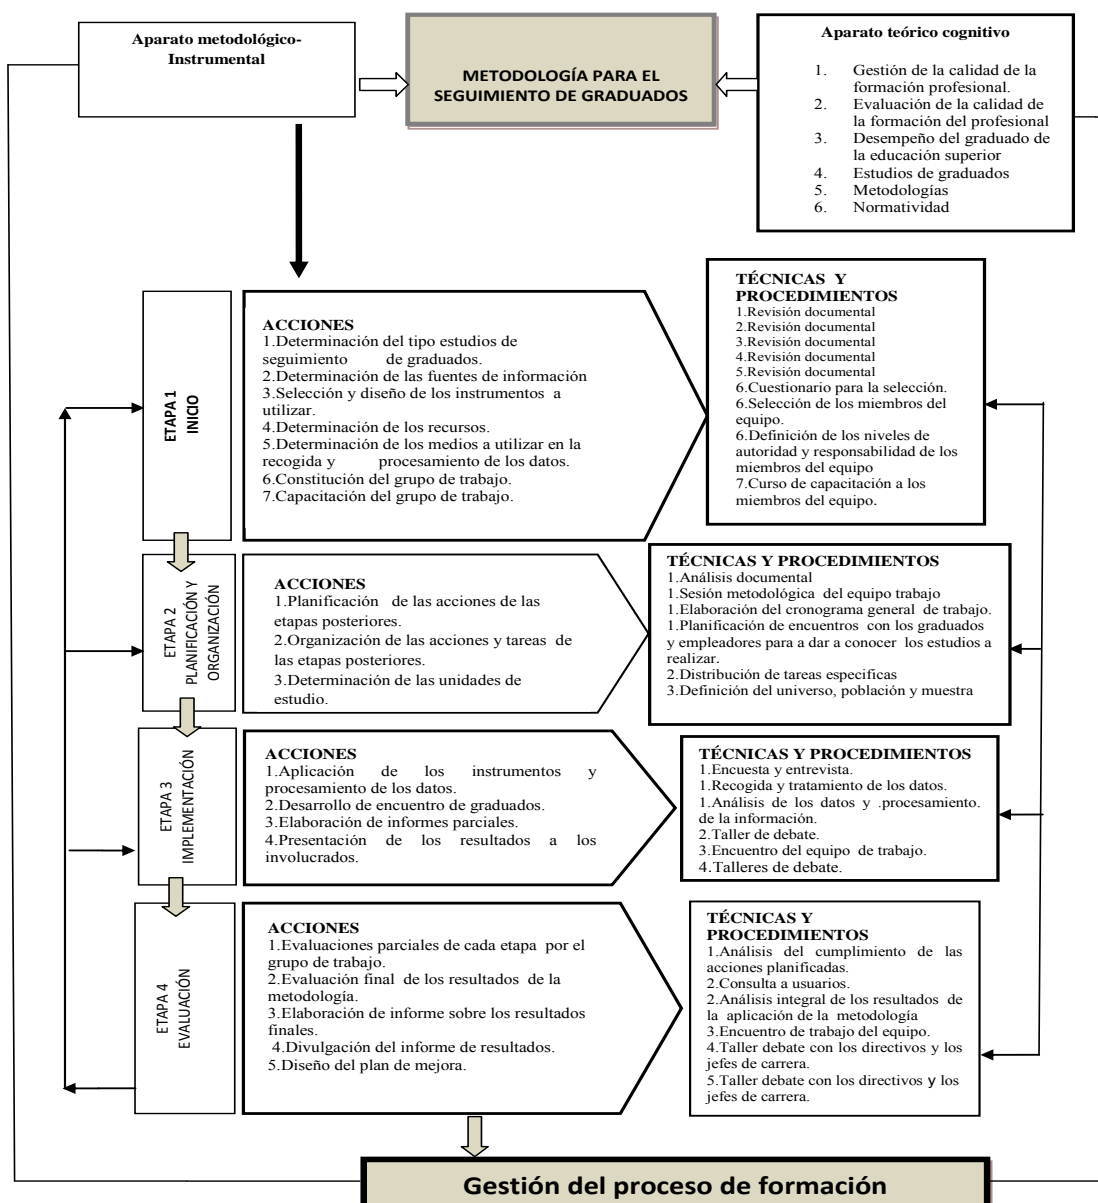 Aparato metodológico-
Instrumental
METODOLOGÍA PARA EL
SEGUIMIENTO DE GRADUADOS
Aparato teórico cognitivo
1. Gestión de la calidad de la
formación profesional.
2. Evaluación de la calidad de
la formación del profesional
3. Desempeño del graduado de
la educación superior
4. Estudios de graduados
5. Metodologías
6. Normatividad
ETAPA 1
INICIO
ACCIONES
1.Determinación del tipo estudios de
seguimiento de graduados.
2.Determinación de las fuentes de información
3.Selección y diseño de los instrumentos a
utilizar.
4.Determinación de los recursos.
5.Determinación de los medios a utilizar en la
recogida y procesamiento de los datos.
6.Constitución del grupo de trabajo.
7.Capacitación del grupo de trabajo.
TÉCNICAS Y
PROCEDIMIENTOS
1.Revisión documental
2.Revisión documental
3.Revisión documental
4.Revisión documental
5.Revisión documental
6.Cuestionario para la selección.
6.Selección de los miembros del
equipo.
6.Definición de los niveles de
autoridad y responsabilidad de los
miembros del equipo
7.Curso de capacitación a los
miembros del equipo.
ETAPA 2
PLANIFICACIÓN Y
ORGANIZACIÓN
ACCIONES
1.Planificación de las acciones de las
etapas posteriores.
2.Organización de las acciones y tareas de
las etapas posteriores.
3.Determinación de las unidades de
estudio.
TÉCNICAS Y PROCEDIMIENTOS
1.Análisis documental
1.Sesión metodológica del equipo trabajo
1.Elaboración del cronograma general de trabajo.
1.Planificación de encuentros con los graduados
y empleadores para a dar a conocer los estudios a
realizar.
2.Distribución de tareas especificas
3.Definición del universo, población y muestra
ETAPA 3
IMPLEMENTACIÓN
ACCIONES
1.Aplicación de los instrumentos y
procesamiento de los datos.
2.Desarrollo de encuentro de graduados.
3.Elaboración de informes parciales.
4.Presentación de los resultados a los
involucrados.
TÉCNICAS Y PROCEDIMIENTOS
1.Encuesta y entrevista.
1.Recogida y tratamiento de los datos.
1.Análisis de los datos y .procesamiento.
de la información.
2.Taller de debate.
3.Encuentro del equipo de trabajo.
4.Talleres de debate.
ETAPA 4
EVALUACIÓN
ACCIONES
1.Evaluaciones parciales de cada etapa por el
grupo de trabajo.
2.Evaluación final de los resultados de la
metodología.
3.Elaboración de informe sobre los resultados
finales.
4.Divulgación del informe de resultados.
5.Diseño del plan de mejora.
TÉCNICAS Y
PROCEDIMIENTOS
1.Análisis del cumplimiento de las
acciones planificadas.
2.Consulta a usuarios.
2.Análisis integral de los resultados de
la aplicación de la metodología
3.Encuentro de trabajo del equipo.
4.Taller debate con los directivos y los
jefes de carrera.
5.Taller debate con los directivos y los
jefes de carrera.
Gestión del proceso de formación